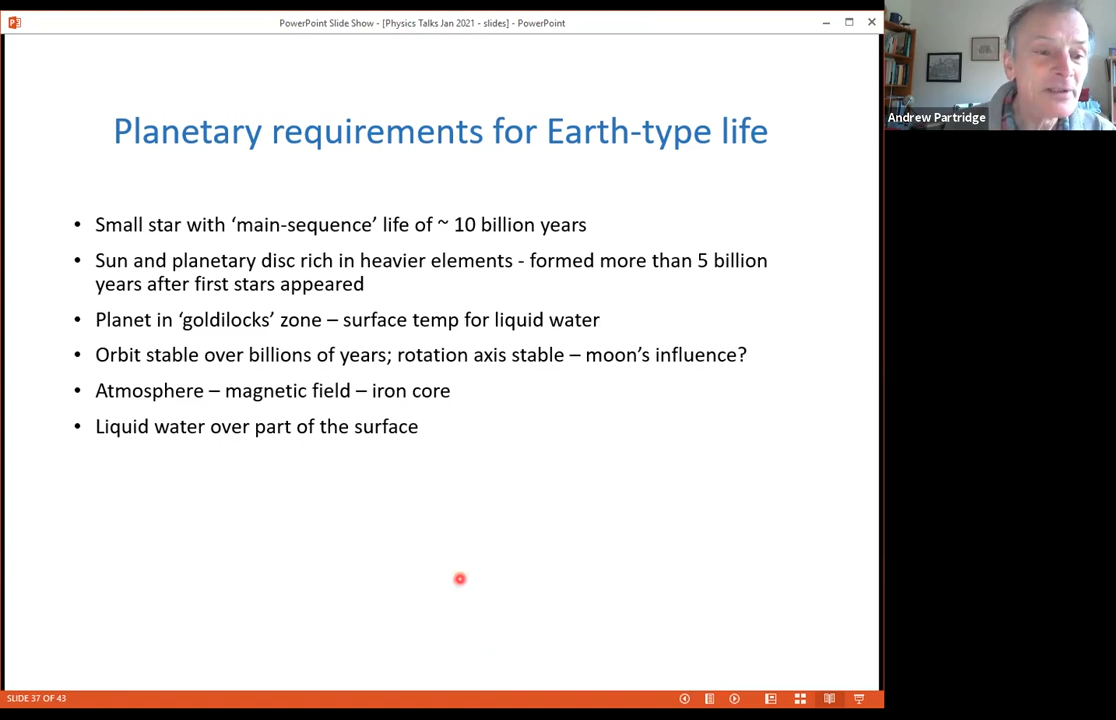 PowerPoint Slide Show - [Physics Talks Jan 2021 - slides] - PowerPoint
Andrew Partridge
Planetary requirements for Earth-type life
• Small star with ‘main-sequence’ life of ~ 10 billion years
• Sun and planetary disc rich in heavier elements - formed more than 5 billion
years after first stars appeared
• Planet in ‘goldilocks’ zone – surface temp for liquid water
• Orbit stable over billions of years; rotation axis stable – moon’s influence?
• Atmosphere – magnetic field – iron core
• Liquid water over part of the surface
SLIDE 37 OF 43